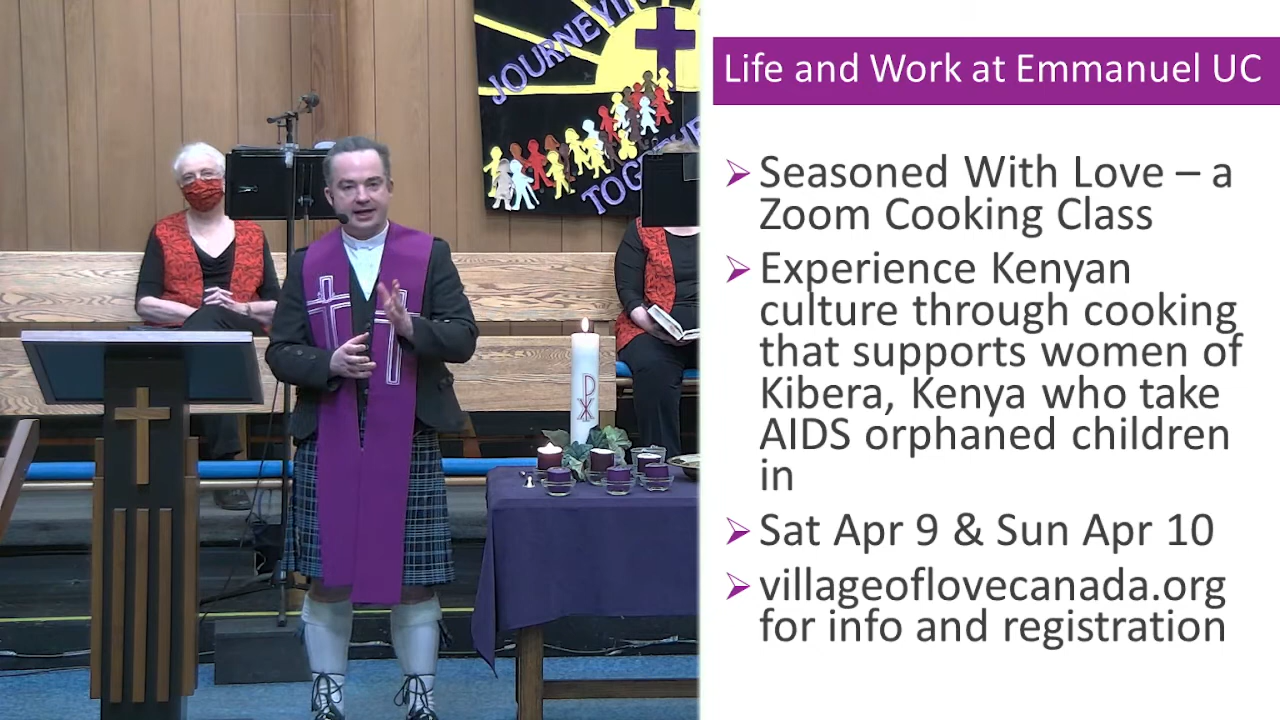 JOURNEYIN
TOGETHE
Life and Work at Emmanuel UC
Seasoned With Love – a
Zoom Cooking Class
Experience Kenyan
culture through cooking
that supports women of
Kibera, Kenya who take
AIDS orphaned children
in
Sat Apr 9 & Sun Apr 10
villageoflovecanada.org
for info and registration